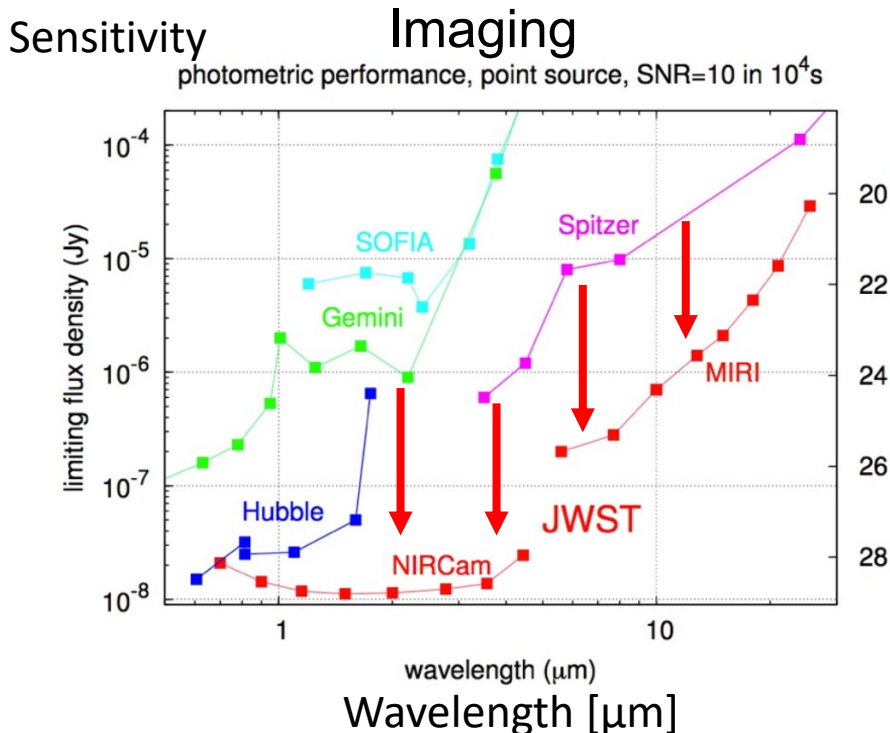 Sensitivity
Imaging
photometric performance, point source, SNR=10 in 10⁴s
limiting flux density (Jy)
10⁻⁴
10⁻⁵
10⁻⁶
10⁻⁷
10⁻⁸
20
22
24
26
28
SOFIA
Spitzer
Gemini
MIRI
Hubble
JWST
NIRCam
1
10
wavelength (μm)
Wavelength [μm]